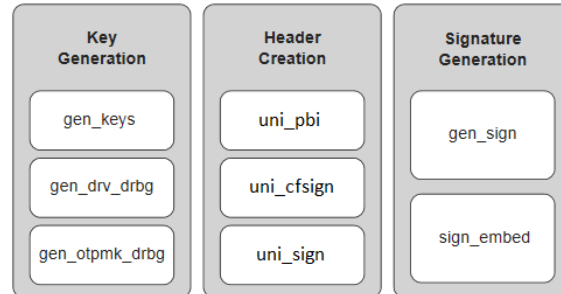 Key
Generation
gen_keys
gen_drv_drbg
gen_otpmk_drbg
Header
Creation
uni_pbi
uni_cfsign
uni_sign
Signature
Generation
gen_sign
sign_embed